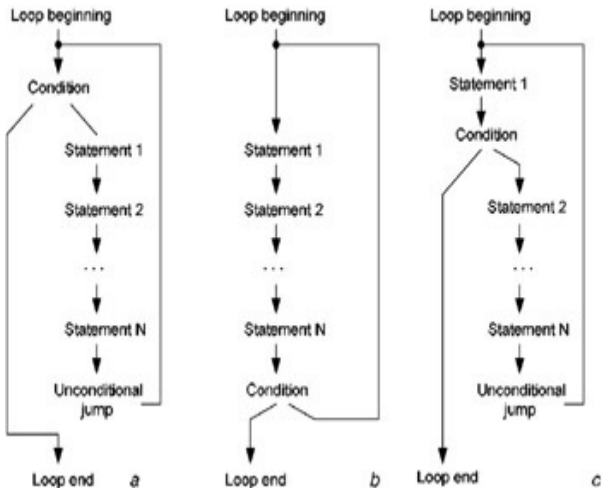 Loop beginning
Condition
Statement 1
Statement 2
...
Statement N
Unconditional
jump
Loop end
a
Loop beginning
Statement 1
Statement 2
...
Statement N
Condition
Loop end
b
Loop beginning
Statement 1
Condition
Statement 2
...
Statement N
Unconditional
jump
Loop end
c